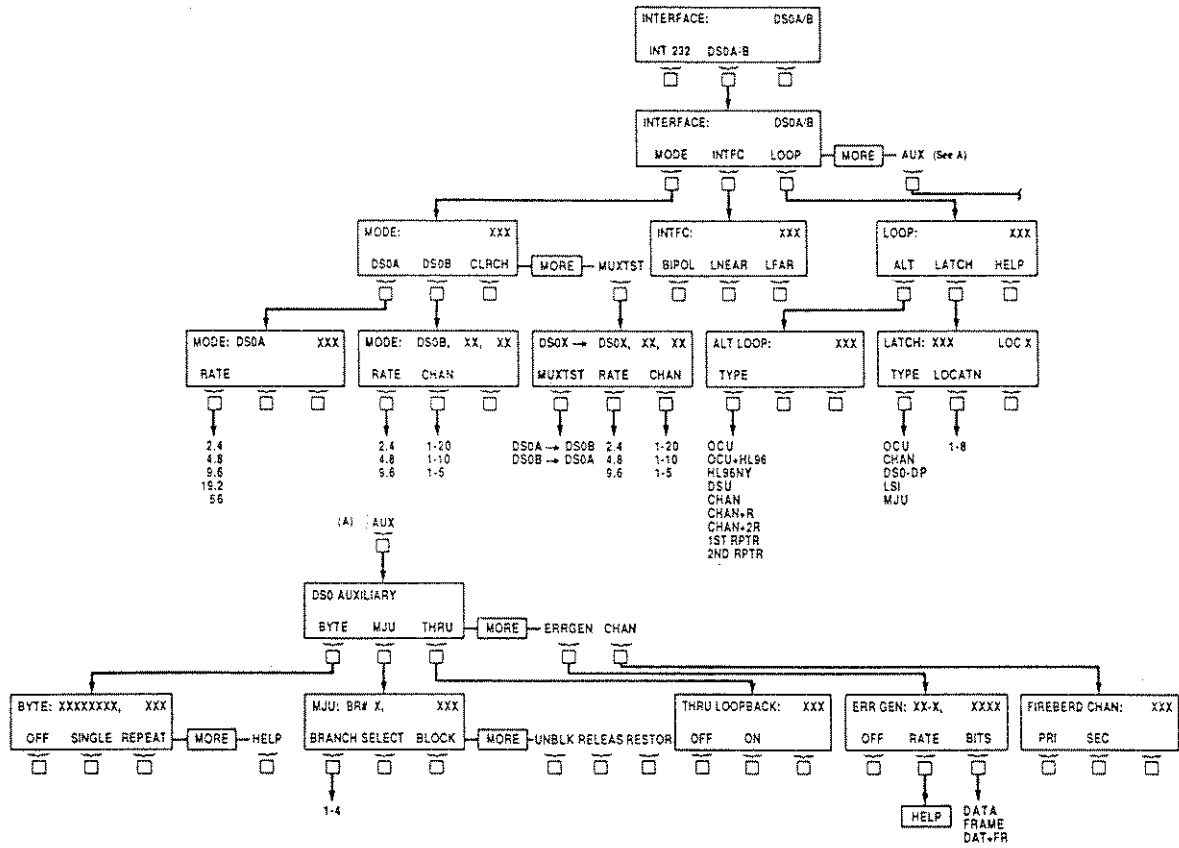 INTERFACE: DS0A/B
INT 232 DS0A-B
INTERFACE: DS0A/B
MODE INTFC LOOP MORE AUX (See A)
MODE: XXX
DS0A DS0B CLRCH MORE MUXTST
INTFC: XXX
BIPOL LNEAR LFAR
LOOP: XXX
ALT LATCH HELP
MODE: DS0A XXX
RATE
MODE: DS0B, XX, XX
RATE CHAN
DS0X → DS0X, XX, XX
MUXTST RATE CHAN
ALT LOOP: XXX
TYPE
LATCH: XXX LOC X
TYPE LOCATN
2.4
4.8
9.6
19.2
56
2.4 1-20
4.8 1-10
9.6 1-5
DS0A → DS0B 2.4 1-20
DS0B → DS0A 4.8 1-10
9.6 1-5
OCU
OCU+HL96
HL96NY
DSU
CHAN
CHAN+R
CHAN+2R
1ST RPTR
2ND RPTR
OCU 1-8
CHAN
DS0-DP
LSI
MJU
(A) AUX
DS0 AUXILIARY
BYTE MJU THRU MORE ERRGEN CHAN
BYTE: XXXXXXXX, XXX
OFF SINGLE REPEAT MORE HELP
MJU: BR# X, XXX
BRANCH SELECT BLOCK MORE UNBLK RELEAS RESTOR
1-4
THRU LOOPBACK: XXX
OFF ON
ERR GEN: XX-X, XXXX
OFF RATE BITS
HELP
DATA
FRAME
DAT+FR
FIREBERD CHAN: XXX
PRI SEC